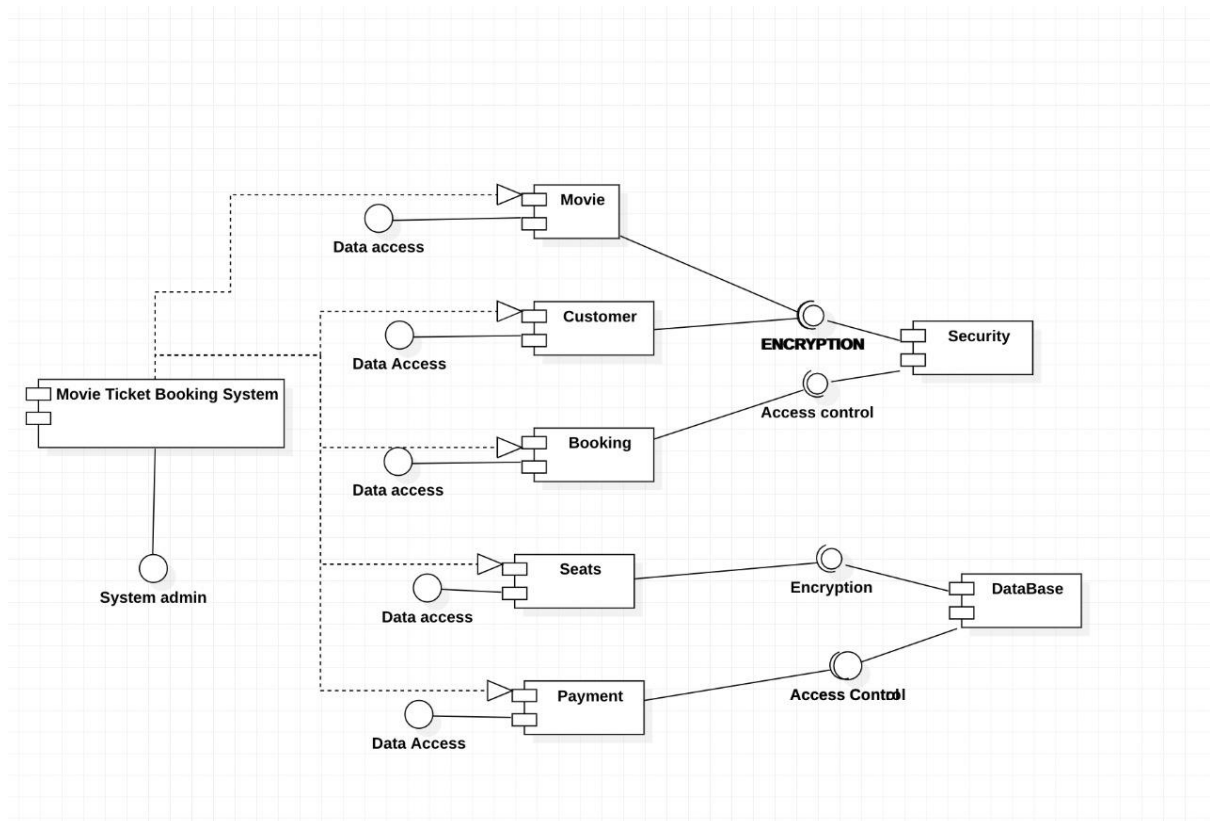 Movie
Data access
Customer
ENCRYPTION
Security
Data Access
Movie Ticket Booking System
Access control
Booking
Data access
Seats
Encryption
DataBase
System admin
Data access
Payment
Access Control
Data Access